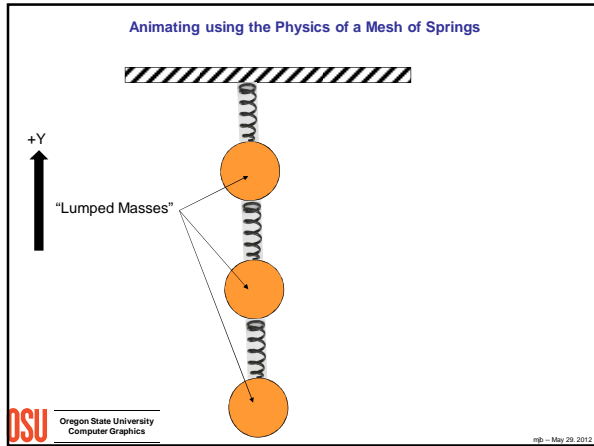 Animating using the Physics of a Mesh of Springs
+Y
“Lumped Masses”
OSU
Oregon State University
Computer Graphics
mjb – May 29, 2012